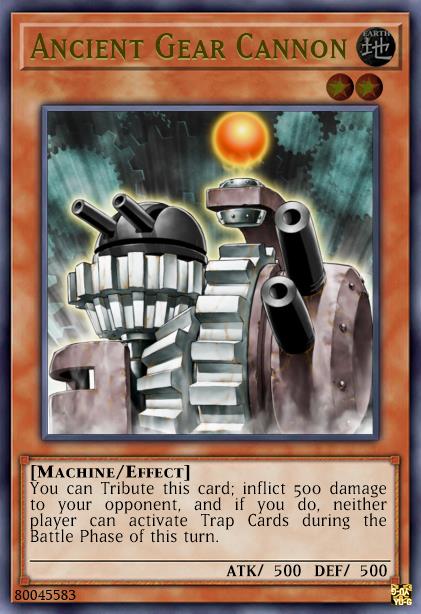 ANCIENT GEAR CANNON
EARTH
地
[MACHINE/EFFECT]
You can Tribute this card; inflict 500 damage
to your opponent, and if you do, neither
player can activate Trap Cards during the
Battle Phase of this turn.
ATK/ 500 DEF/ 500
80045583